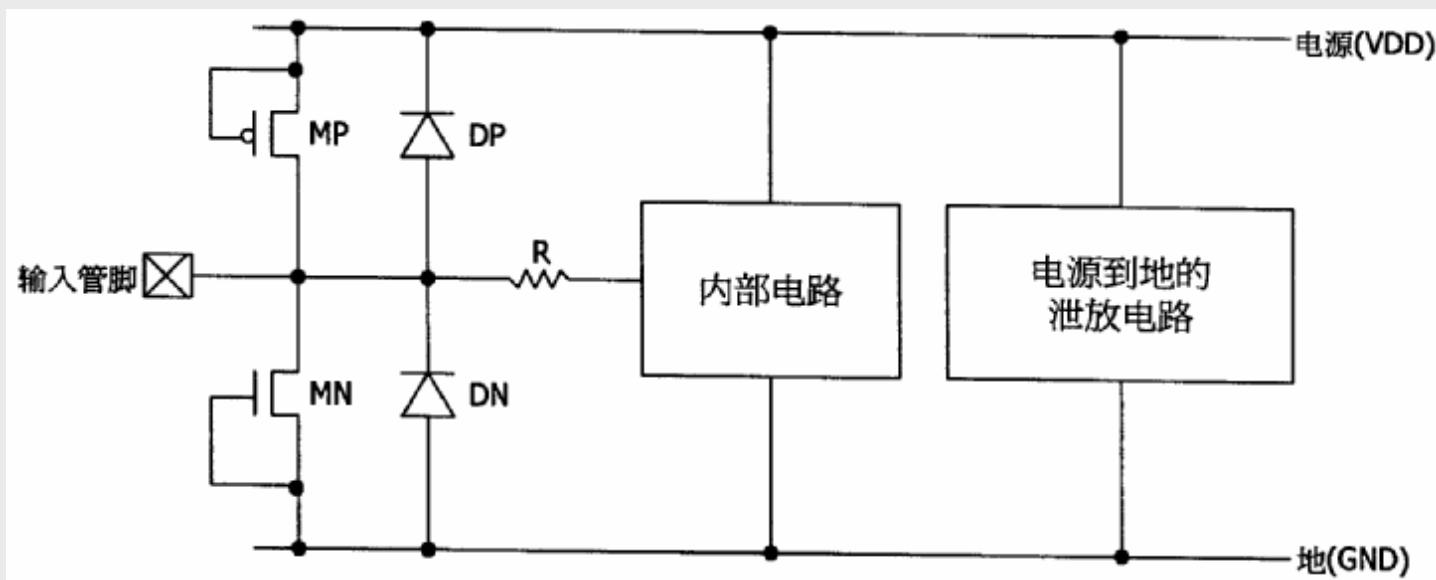 电源(VDD)
MP
DP
输入管脚
R
内部电路
电源到地的
泄放电路
MN
DN
地(GND)